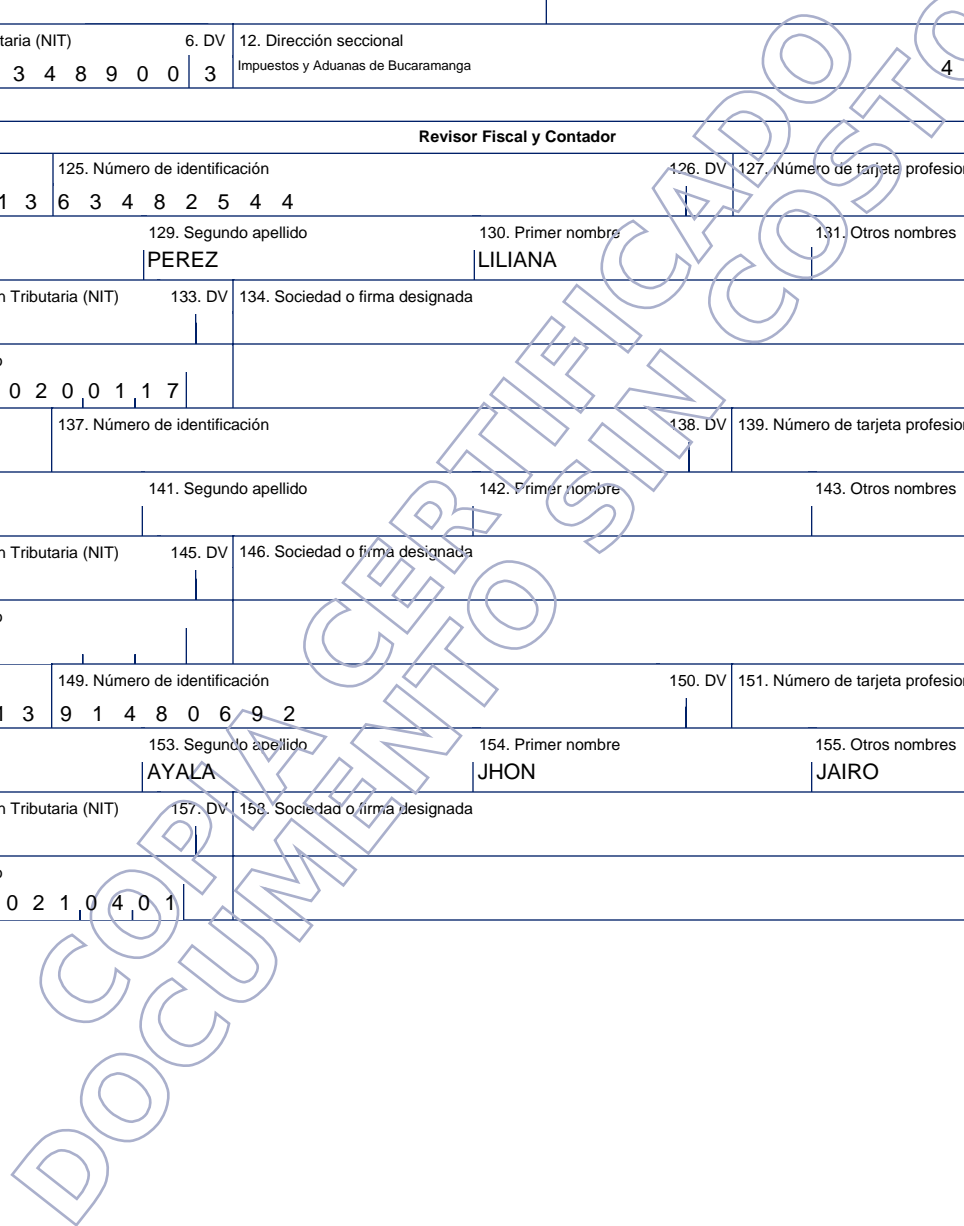 taria (NIT) 6. DV 12. Dirección seccional
3 4 8 9 0 0 3 Impuestos y Aduanas de Bucaramanga 4
Revisor Fiscal y Contador
125. Número de identificación 126. DV 127. Número de tarjeta profesion
1 3 6 3 4 8 2 5 4 4
129. Segundo apellido 130. Primer nombre 131. Otros nombres
PEREZ LILIANA
n Tributaria (NIT) 133. DV 134. Sociedad o firma designada
o
0 2 0 0 1 1 7
137. Número de identificación 138. DV 139. Número de tarjeta profesion
141. Segundo apellido 142. Primer nombre 143. Otros nombres
n Tributaria (NIT) 145. DV 146. Sociedad o firma designada
o
149. Número de identificación 150. DV 151. Número de tarjeta profesion
1 3 9 1 4 8 0 6 9 2
153. Segundo apellido 154. Primer nombre 155. Otros nombres
AYALA JHON JAIRO
n Tributaria (NIT) 157. DV 158. Sociedad o firma designada
o
0 2 1 0 4 0 1
COPIA CERTIFICADO
DOCUMENTO SIN COSTO